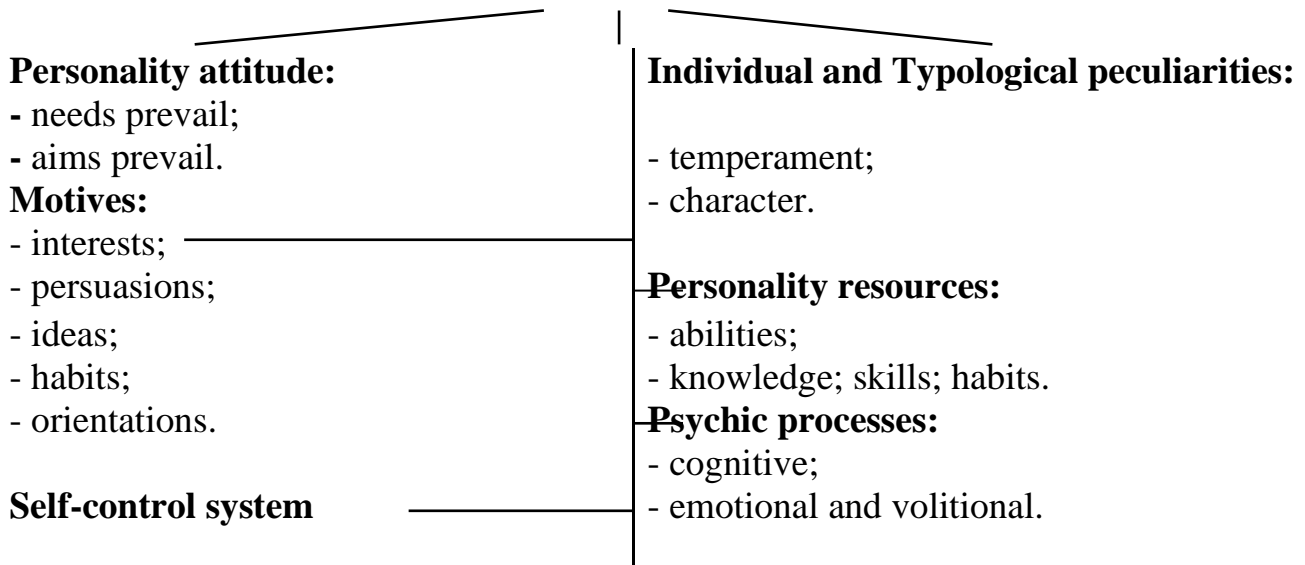 Personality attitude:
- needs prevail;
- aims prevail.
Motives:
- interests;
- persuasions;
- ideas;
- habits;
- orientations.
Self-control system
Individual and Typological peculiarities:
- temperament;
- character.
Personality resources:
- abilities;
- knowledge; skills; habits.
Psychic processes:
- cognitive;
- emotional and volitional.